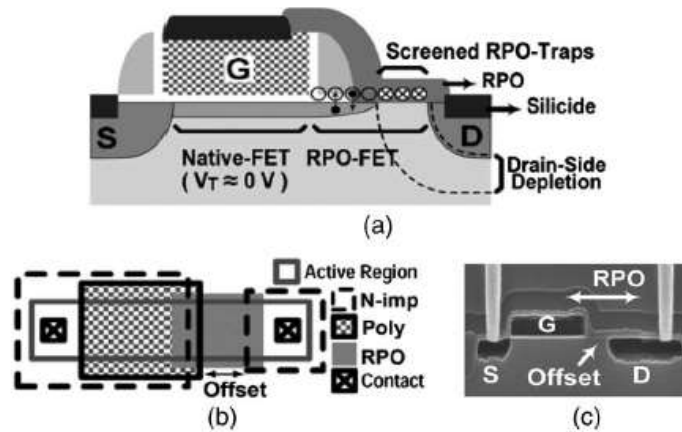 G
Screened RPO-Traps
RPO
Silicide
S
D
Native-FET
RPO-FET
(VT ≈ 0 V)
Drain-Side
Depletion
(a)
Active Region
N-imp
Poly
RPO
Contact
Offset
(b)
RPO
G
S
Offset
D
(c)